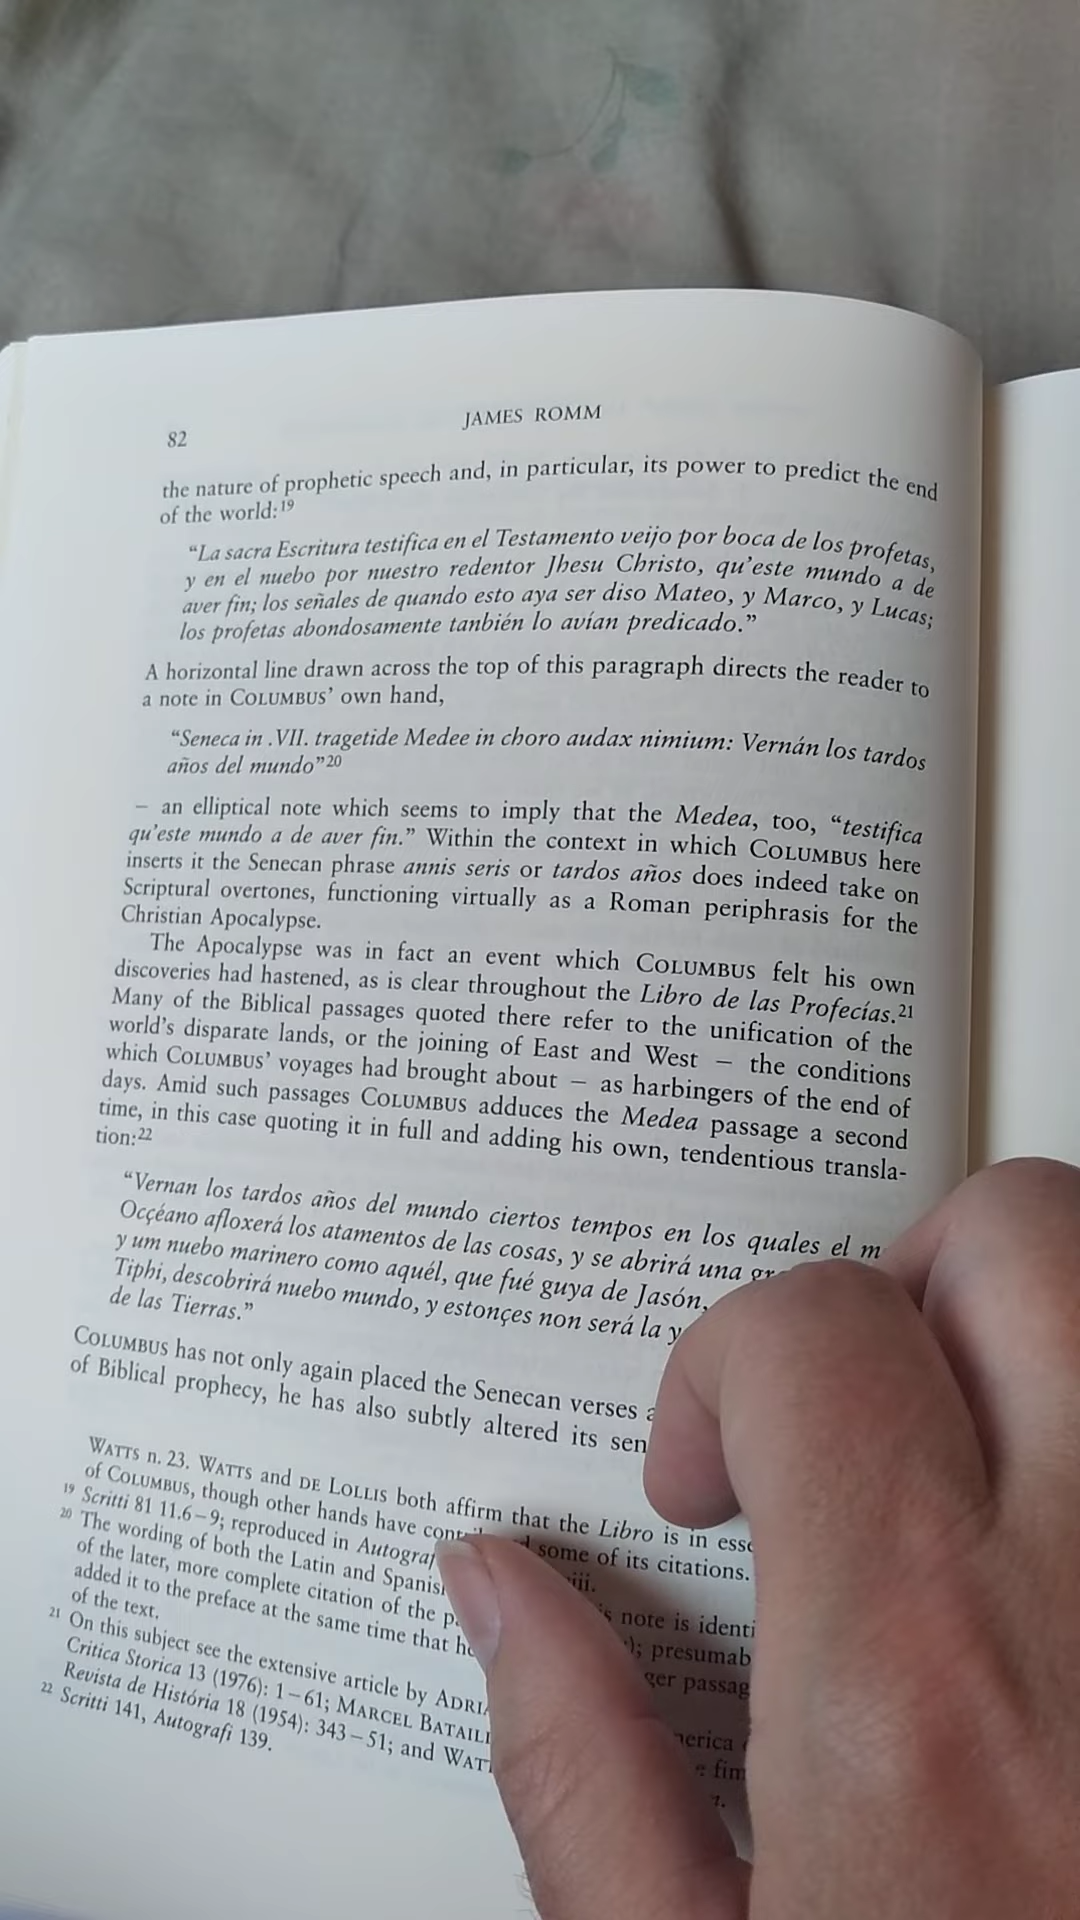 82
JAMES ROMM
the nature of prophetic speech and, in particular, its power to predict the end
of the world:19
“La sacra Escritura testifica en el Testamento veijo por boca de los profetas,
y en el nuebo por nuestro redentor Jhesu Christo, qu'este mundo a de
aver fin; los señales de quando esto aya ser diso Mateo, y Marco, y Lucas;
los profetas abondosamente tanbién lo avían predicado.”
A horizontal line drawn across the top of this paragraph directs the reader to
a note in COLUMBUS' own hand,
“Seneca in .VII. tragetide Medee in choro audax nimium: Vernán los tardos
años del mundo”20
– an elliptical note which seems to imply that the Medea, too, “testifica
qu'este mundo a de aver fin.” Within the context in which COLUMBUS here
inserts it the Senecan phrase annis seris or tardos años does indeed take on
Scriptural overtones, functioning virtually as a Roman periphrasis for the
Christian Apocalypse.
The Apocalypse was in fact an event which COLUMBUS felt his own
discoveries had hastened, as is clear throughout the Libro de las Profecías.21
Many of the Biblical passages quoted there refer to the unification of the
world's disparate lands, or the joining of East and West – the conditions
which COLUMBUS' voyages had brought about – as harbingers of the end of
days. Amid such passages COLUMBUS adduces the Medea passage a second
time, in this case quoting it in full and adding his own, tendentious transla-
tion:22
“Vernan los tardos años del mundo ciertos tempos en los quales el
Occéano afloxerá los atamentos de las cosas, y se abrirá una
y um nuebo marinero como aquél, que fué guya de Jasón,
Tiphi, descobrirá nuebo mundo, y estonçes non será la
de las Tierras.”
COLUMBUS has not only again placed the Senecan verses
of Biblical prophecy, he has also subtly altered its
WATTS n. 23. WATTS and DE LOLLIS both affirm that the Libro is in
of COLUMBUS, though other hands have some of its citations.
19 Scritti 81 11.6–9; reproduced in
20 The wording of both the Latin and note is
of the later, more complete citation of the
added it to the preface at the same time that
of the text.
21 On this subject see the extensive article by
Critica Storica 13 (1976): 1–61; MARCEL
Revista de História 18 (1954): 343–51; and
22 Scritti 141, Autografi 139.